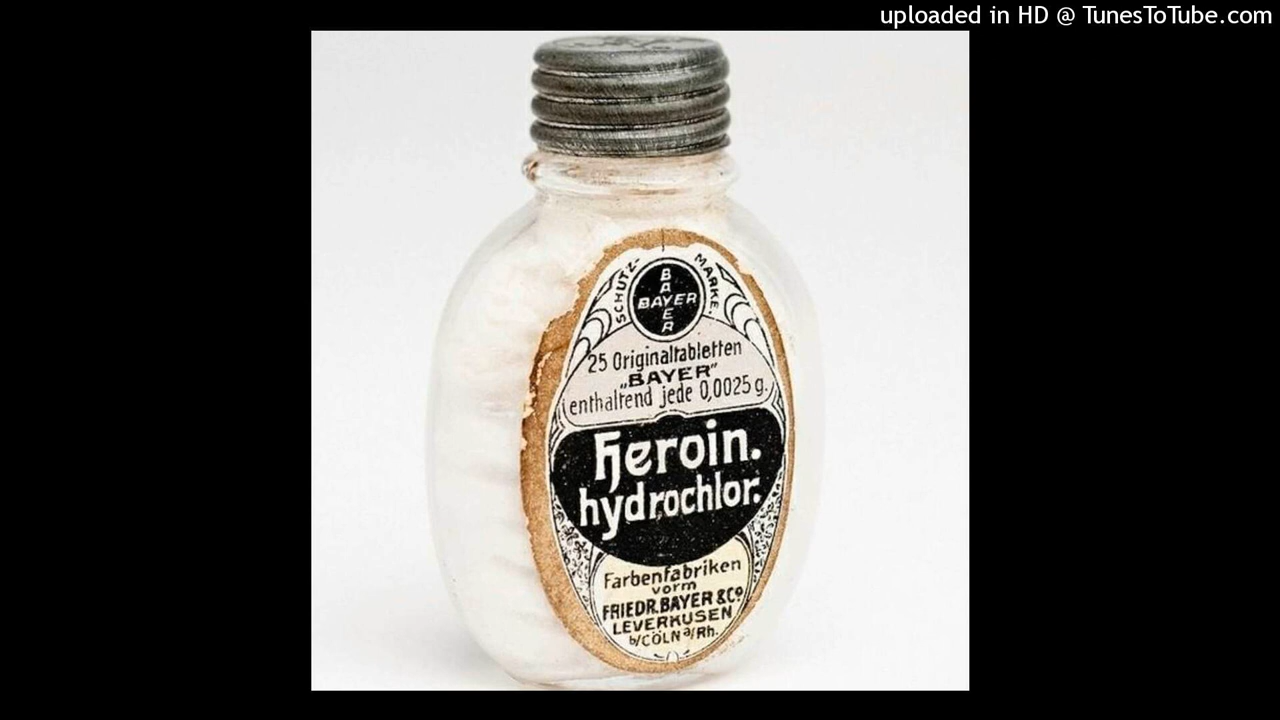 uploaded in HD @ TunesToTube.com
SCHUTZ- MARKE
BAYER
BAYER
25 Originaltabletten
„BAYER”
enthaltend jede 0,0025 g.
Heroin.
hydrochlor.
Farbenfabriken
vorm
FRIEDR. BAYER & Co
LEVERKUSEN
b/CÖLN a/Rh.